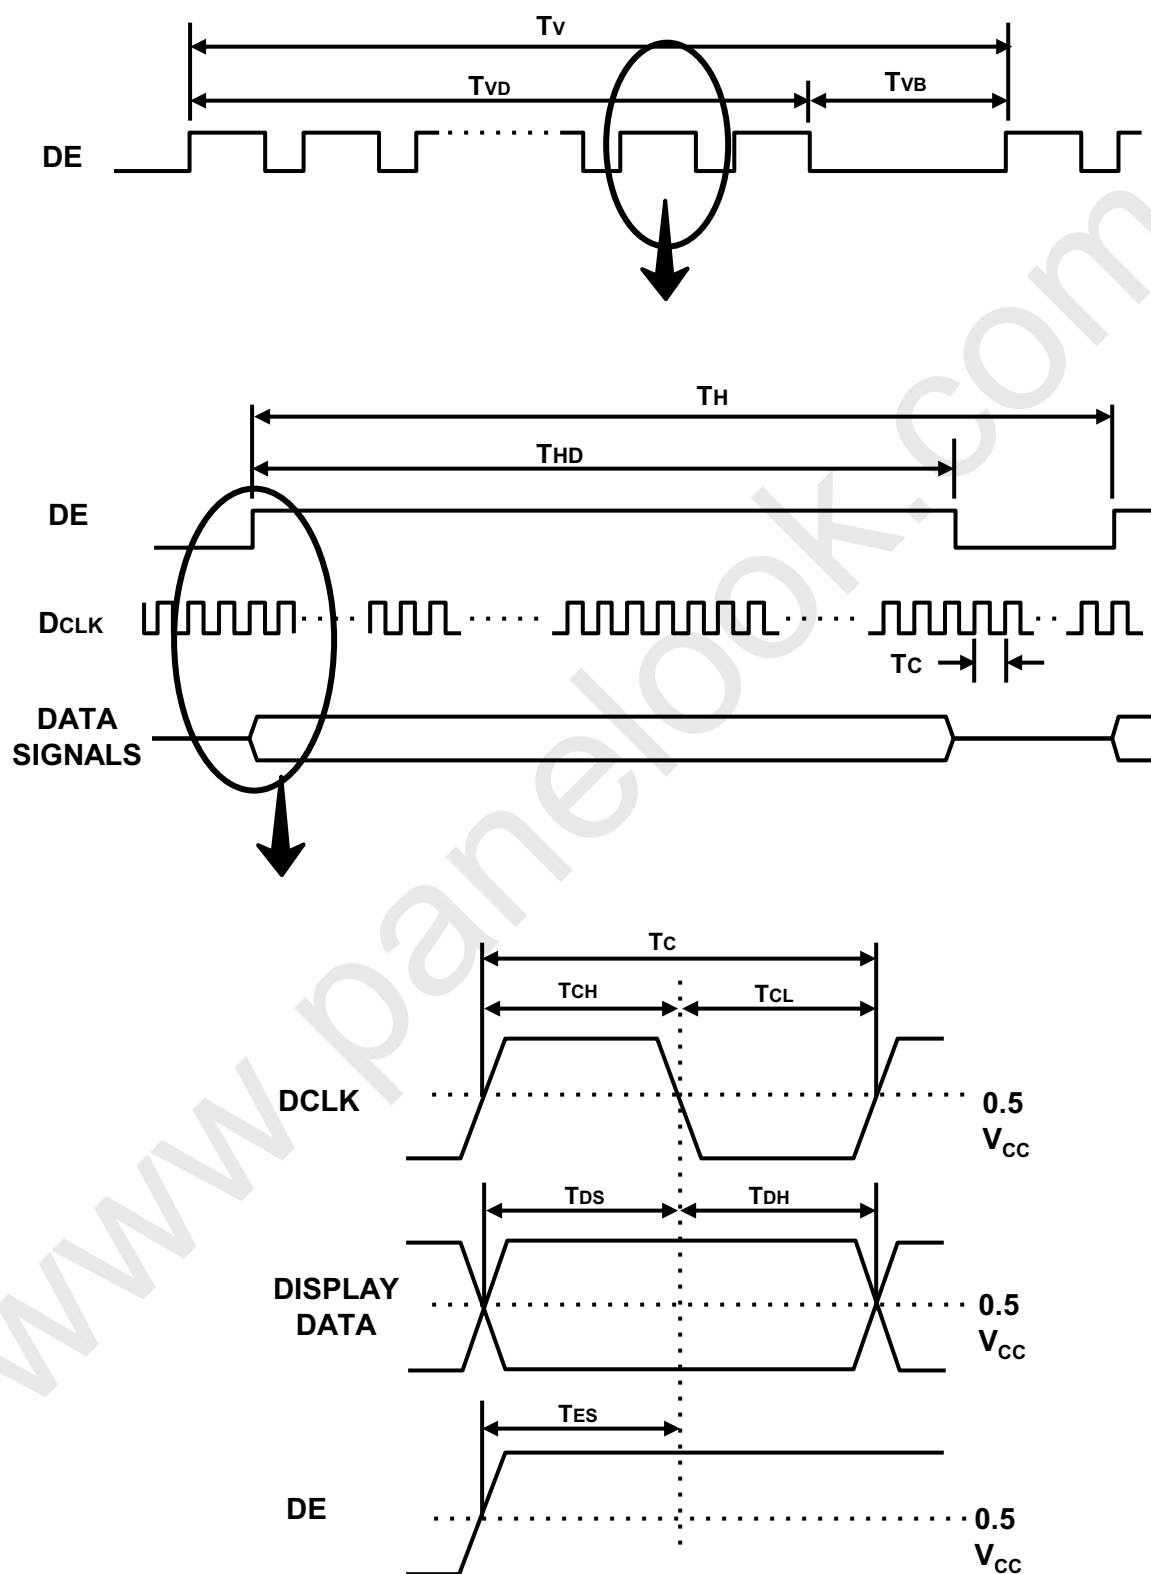 TV
TVD
TVB
DE
TH
THD
DE
DCLK
TC
DATA
SIGNALS
TC
TCH
TCL
DCLK
0.5
VCC
TDS
TDH
DISPLAY
DATA
0.5
VCC
TES
DE
0.5
VCC
www.panelook.com